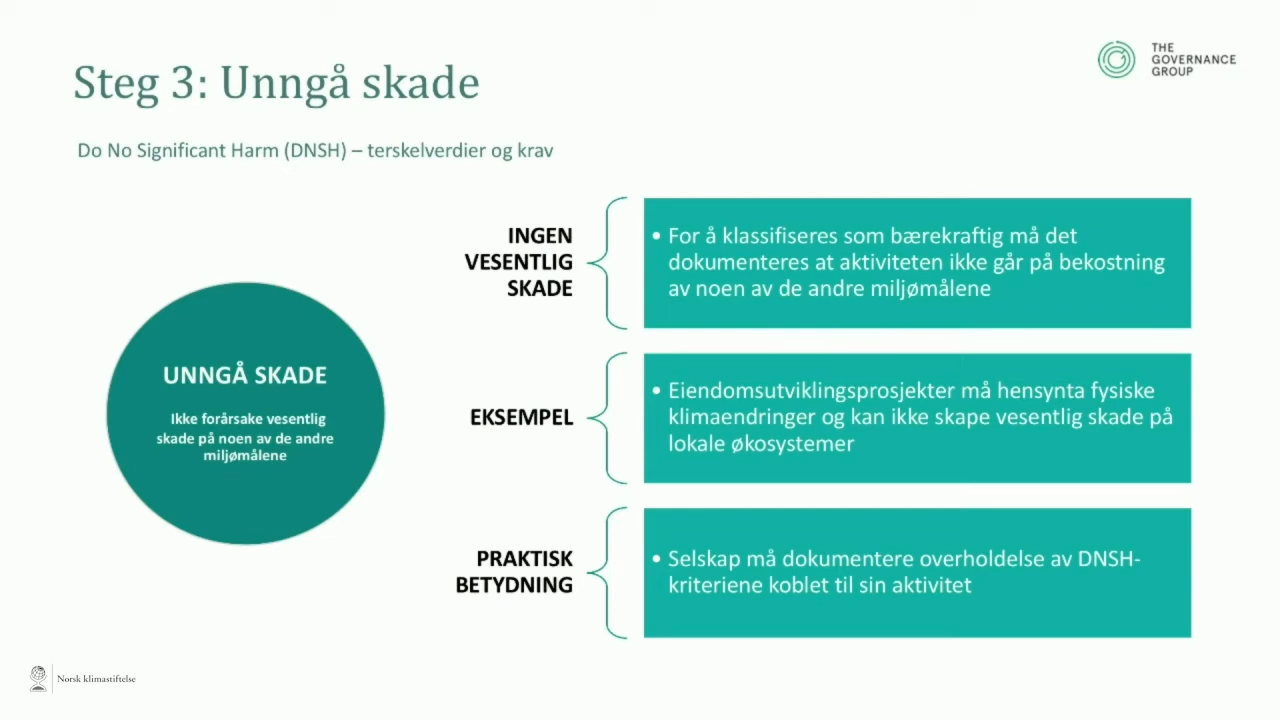 Steg 3: Unngå skade
THE
GOVERNANCE
GROUP
Do No Significant Harm (DNSH) – terskelverdier og krav
UNNGÅ SKADE
Ikke forårsake vesentlig
skade på noen av de andre
miljømålene
INGEN
VESENTLIG
SKADE
• For å klassifiseres som bærekraftig må det
dokumenteres at aktiviteten ikke går på bekostning
av noen av de andre miljømålene
EKSEMPEL
• Eiendomsutviklingsprosjekter må hensynta fysiske
klimaendringer og kan ikke skape vesentlig skade på
lokale økosystemer
PRAKTISK
BETYDNING
• Selskap må dokumentere overholdelse av DNSH-
kriteriene koblet til sin aktivitet
Norsk klimastiftelse